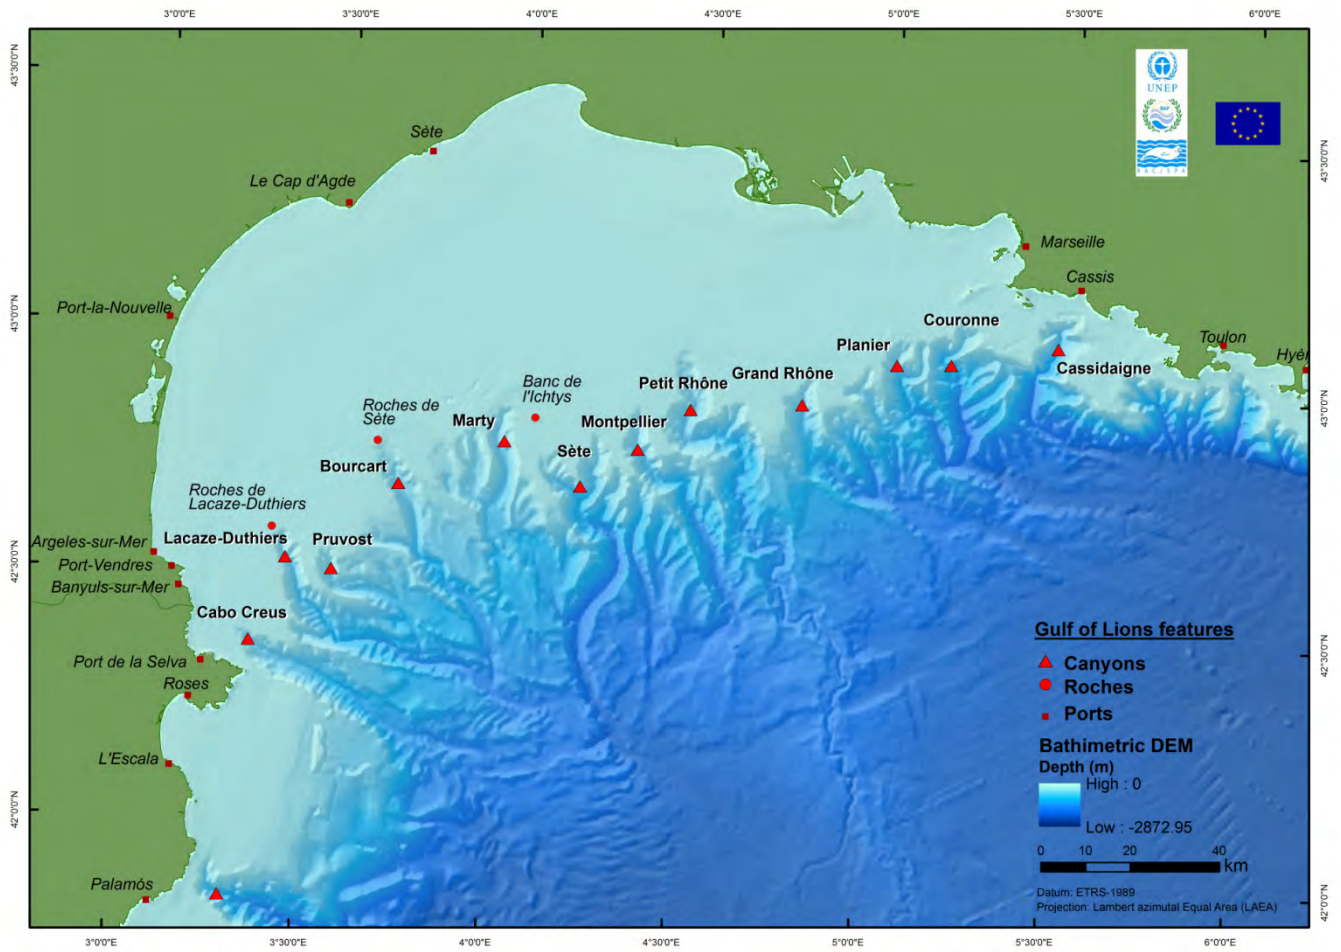 3°0'0"E 3°30'0"E 4°0'0"E 4°30'0"E 5°0'0"E 5°30'0"E 6°0'0"E
43°30'0"N
43°0'0"N
42°30'0"N
42°0'0"N
UNEP
RAC/SPA
43°30'0"N
43°0'0"N
42°30'0"N
42°0'0"N
Sète
Le Cap d'Agde
Marseille
Cassis
Port-la-Nouvelle
Toulon
Hyèr
Couronne
Planier
Cassidaigne
Grand Rhône
Petit Rhône
Banc de
l'Ichtys
Roches de
Sète
Marty
Montpellier
Sète
Bourcart
Roches de
Lacaze-Duthiers
Lacaze-Duthiers
Pruvost
Argeles-sur-Mer
Port-Vendres
Banyuls-sur-Mer
Cabo Creus
Port de la Selva
Roses
L'Escala
Palamós
Gulf of Lions features
Canyons
Roches
Ports
Bathimetric DEM
Depth (m)
High : 0
Low : -2872.95
0 10 20 40
km
Datum: ETRS-1989
Projection: Lambert azimutal Equal Area (LAEA)
3°0'0"E 3°30'0"E 4°0'0"E 4°30'0"E 5°0'0"E 5°30'0"E 6°0'0"E